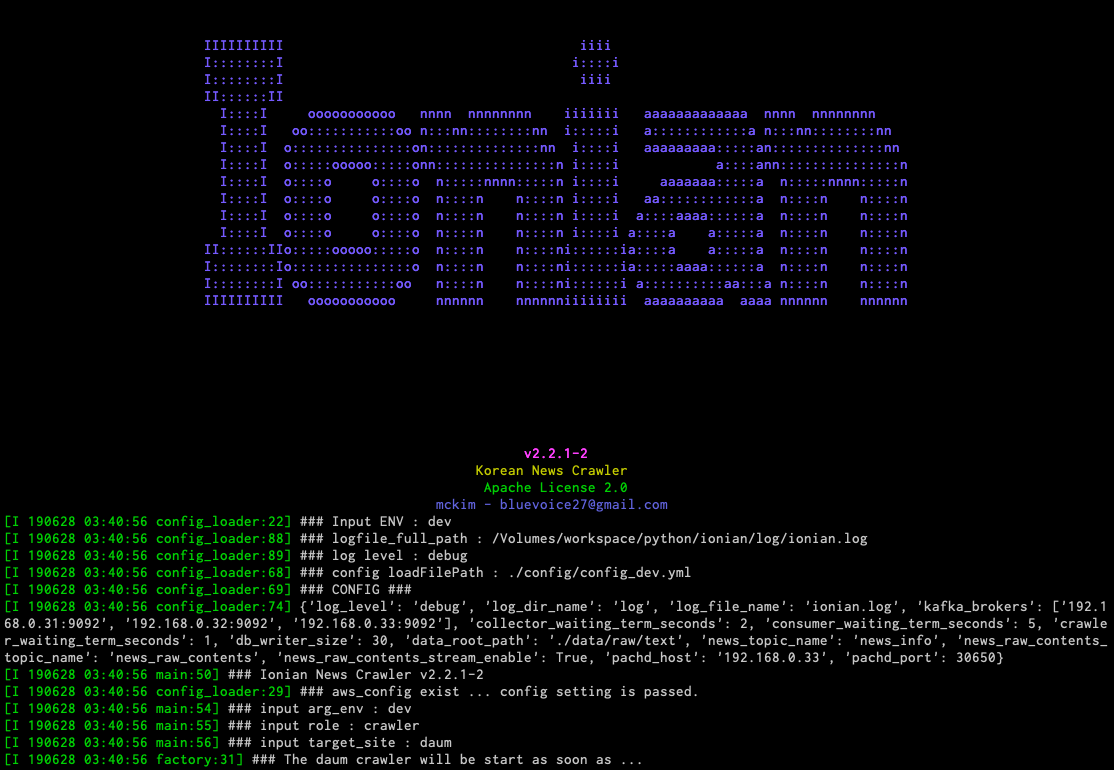 IIIIIIIIII                                     iiii
I::::::::I                                    i::::i
I::::::::I                                     iiii
II::::::II
  I::::I     ooooooooooo   nnnn  nnnnnnnn    iiiiiii   aaaaaaaaaaaaa  nnnn  nnnnnnnn
  I::::I   oo:::::::::::oo n:::nn::::::::nn  i:::::i   a::::::::::::a n:::nn::::::::nn
  I::::I  o:::::::::::::::on::::::::::::::nn  i::::i   aaaaaaaaa:::::an::::::::::::::nn
  I::::I  o:::::ooooo:::::onn:::::::::::::::n i::::i            a::::ann:::::::::::::::n
  I::::I  o::::o     o::::o  n:::::nnnn:::::n i::::i     aaaaaaa:::::a  n:::::nnnn:::::n
  I::::I  o::::o     o::::o  n::::n    n::::n i::::i   aa::::::::::::a  n::::n    n::::n
  I::::I  o::::o     o::::o  n::::n    n::::n i::::i  a::::aaaa::::::a  n::::n    n::::n
  I::::I  o::::o     o::::o  n::::n    n::::n i::::i a::::a    a:::::a  n::::n    n::::n
II::::::IIo:::::ooooo:::::o  n::::n    n::::ni::::::ia::::a    a:::::a  n::::n    n::::n
I::::::::Io:::::::::::::::o  n::::n    n::::ni::::::ia:::::aaaa::::::a  n::::n    n::::n
I::::::::I oo:::::::::::oo   n::::n    n::::ni::::::i a::::::::::aa:::a n::::n    n::::n
IIIIIIIIII   ooooooooooo     nnnnnn    nnnnnniiiiiiii  aaaaaaaaaa  aaaa nnnnnn    nnnnnn
v2.2.1-2
Korean News Crawler
Apache License 2.0
mckim - bluevoice27@gmail.com
[I 190628 03:40:56 config_loader:22] ### Input ENV : dev
[I 190628 03:40:56 config_loader:88] ### logfile_full_path : /Volumes/workspace/python/ionian/log/ionian.log
[I 190628 03:40:56 config_loader:89] ### log level : debug
[I 190628 03:40:56 config_loader:68] ### config loadFilePath : ./config/config_dev.yml
[I 190628 03:40:56 config_loader:69] ### CONFIG ###
[I 190628 03:40:56 config_loader:74] {'log_level': 'debug', 'log_dir_name': 'log', 'log_file_name': 'ionian.log', 'kafka_brokers': ['192.1
68.0.31:9092', '192.168.0.32:9092', '192.168.0.33:9092'], 'collector_waiting_term_seconds': 2, 'consumer_waiting_term_seconds': 5, 'crawle
r_waiting_term_seconds': 1, 'db_writer_size': 30, 'data_root_path': './data/raw/text', 'news_topic_name': 'news_info', 'news_raw_contents_
topic_name': 'news_raw_contents', 'news_raw_contents_stream_enable': True, 'pachd_host': '192.168.0.33', 'pachd_port': 30650}
[I 190628 03:40:56 main:50] ### Ionian News Crawler v2.2.1-2
[I 190628 03:40:56 config_loader:29] ### aws_config exist ... config setting is passed.
[I 190628 03:40:56 main:54] ### input arg_env : dev
[I 190628 03:40:56 main:55] ### input role : crawler
[I 190628 03:40:56 main:56] ### input target_site : daum
[I 190628 03:40:56 factory:31] ### The daum crawler will be start as soon as ...